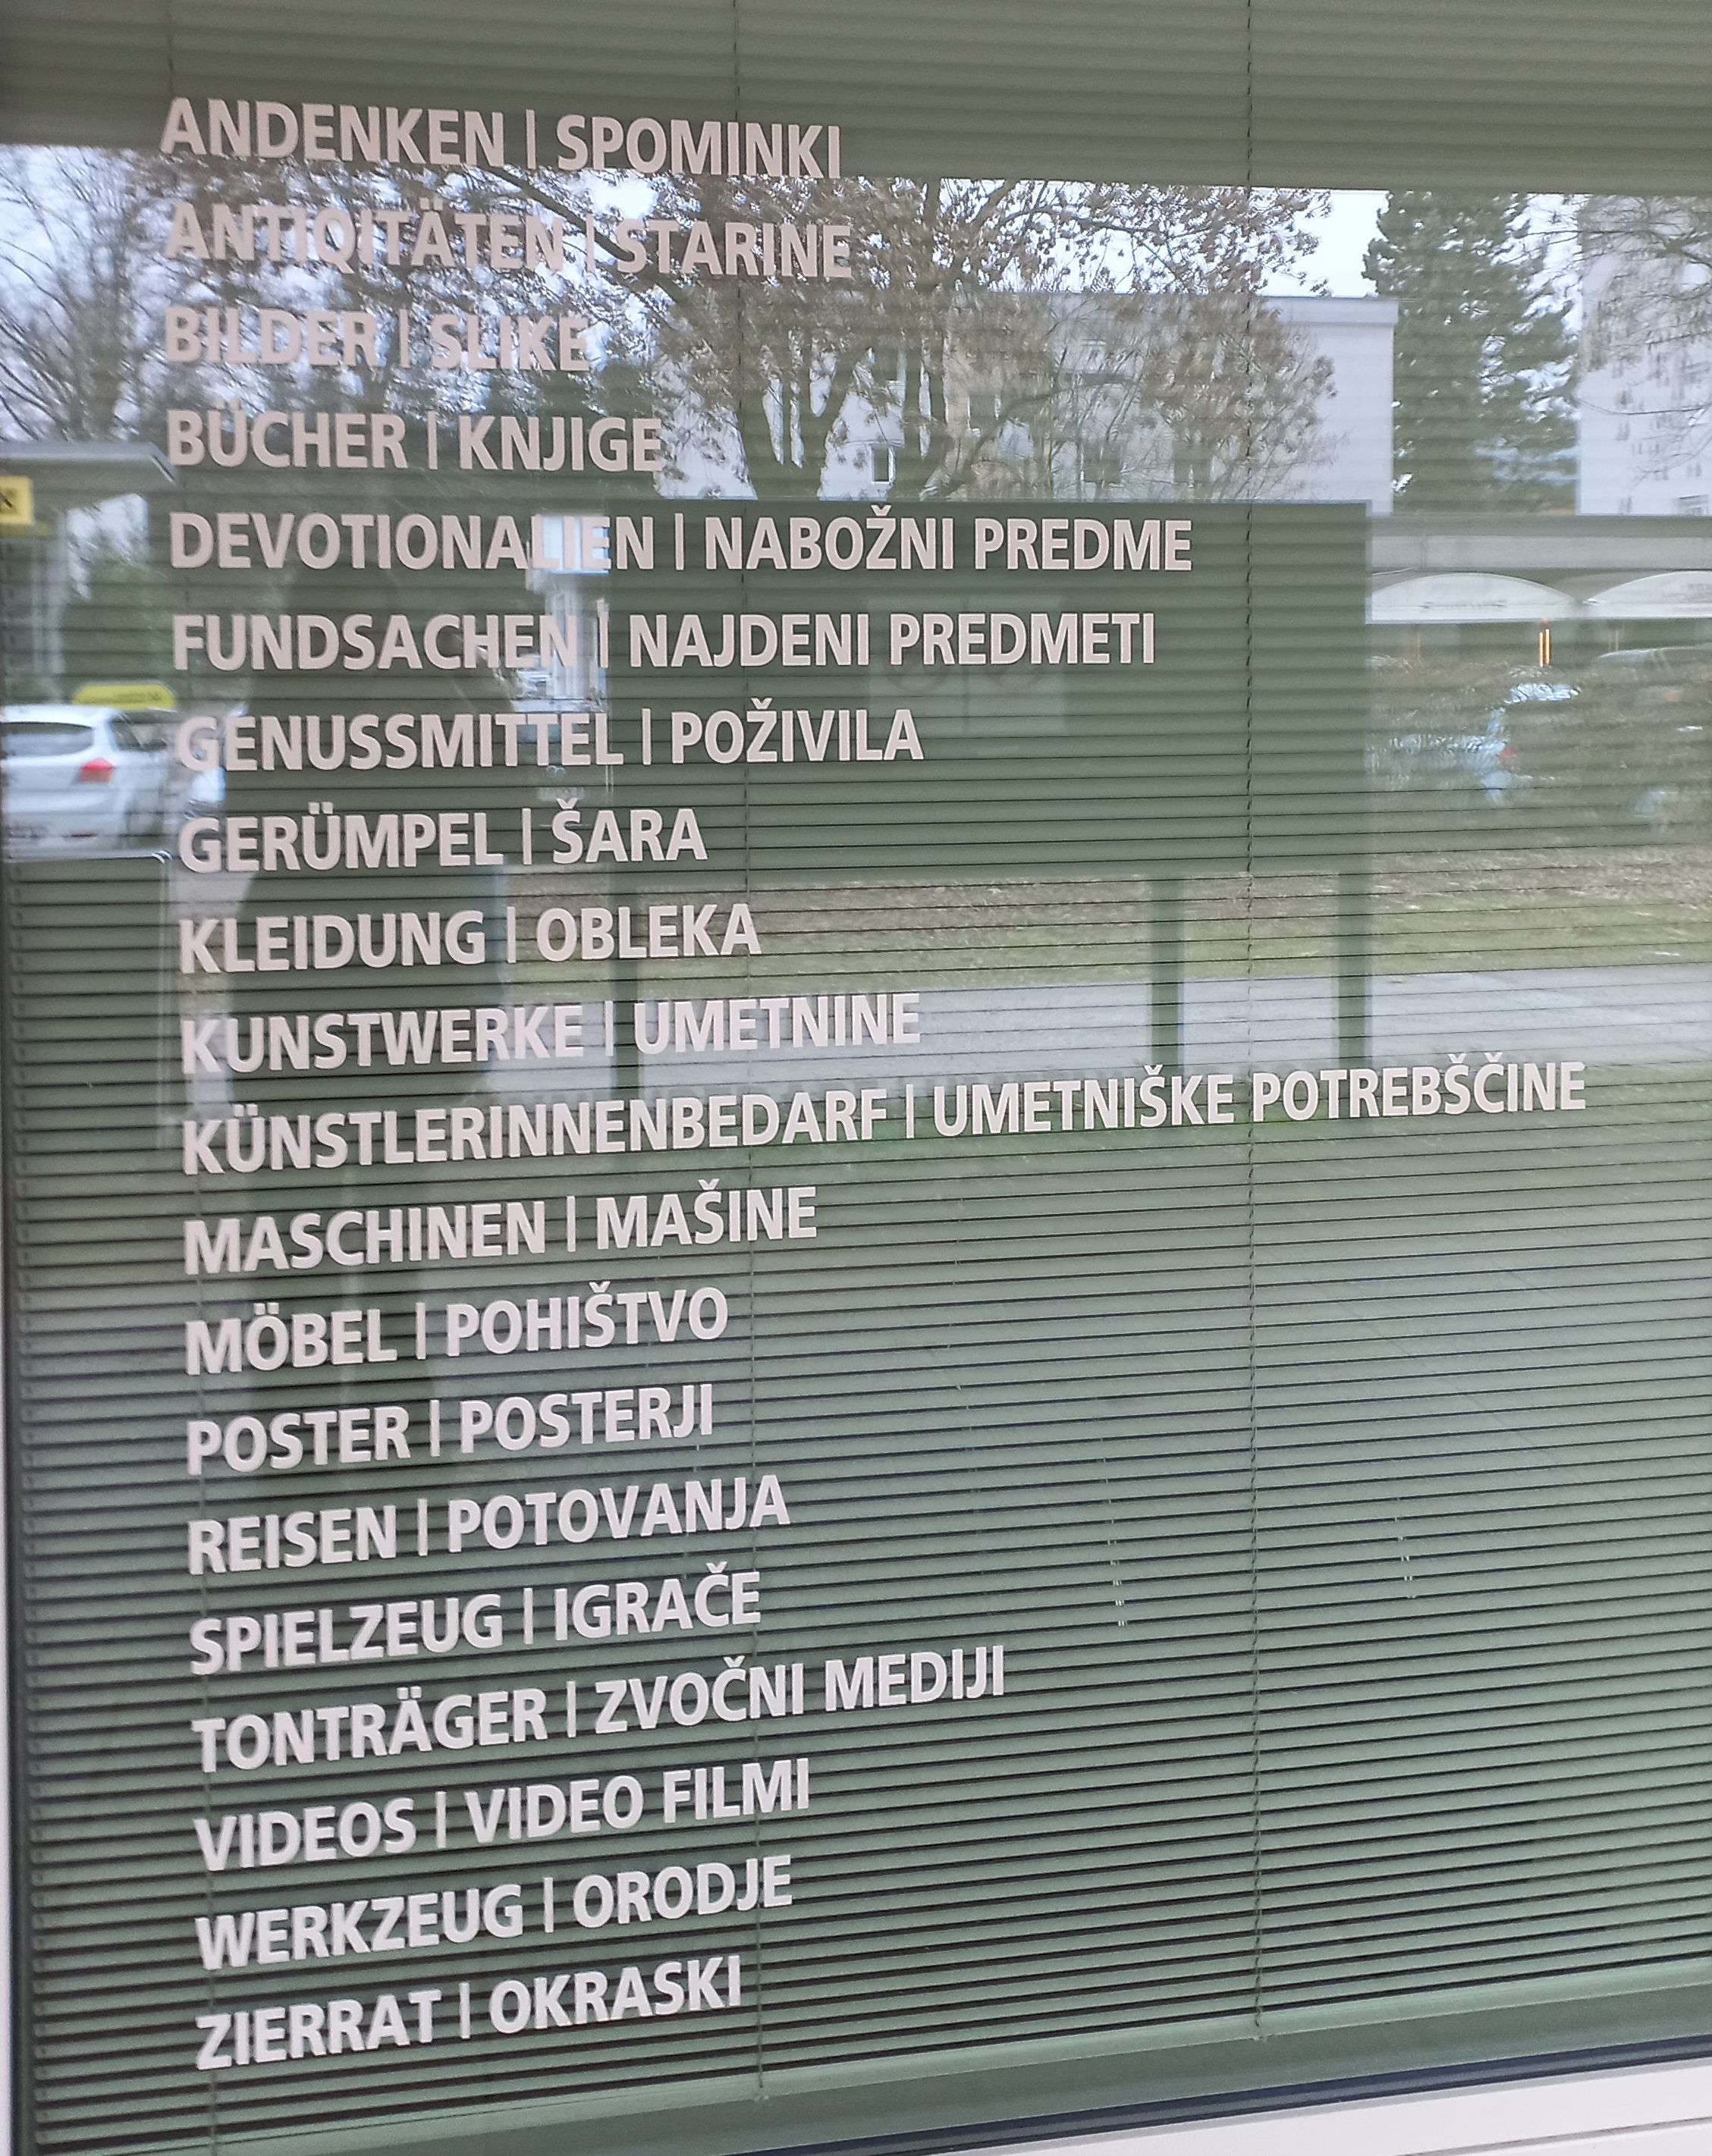 ANDENKEN | SPOMINKI
ANTIQITÄTEN | STARINE
BILDER | SLIKE
BÜCHER | KNJIGE
DEVOTIONALIEN | NABOŽNI PREDME
FUNDSACHEN | NAJDENI PREDMETI
GENUSSMITTEL | POŽIVILA
GERÜMPEL | ŠARA
KLEIDUNG | OBLEKA
KUNSTWERKE | UMETNINE
KÜNSTLERINNENBEDARF | UMETNIŠKE POTREBŠČINE
MASCHINEN | MAŠINE
MÖBEL | POHIŠTVO
POSTER | POSTERJI
REISEN | POTOVANJA
SPIELZEUG | IGRAČE
TONTRÄGER | ZVOČNI MEDIJI
VIDEOS | VIDEO FILMI
WERKZEUG | ORODJE
ZIERRAT | OKRASKI